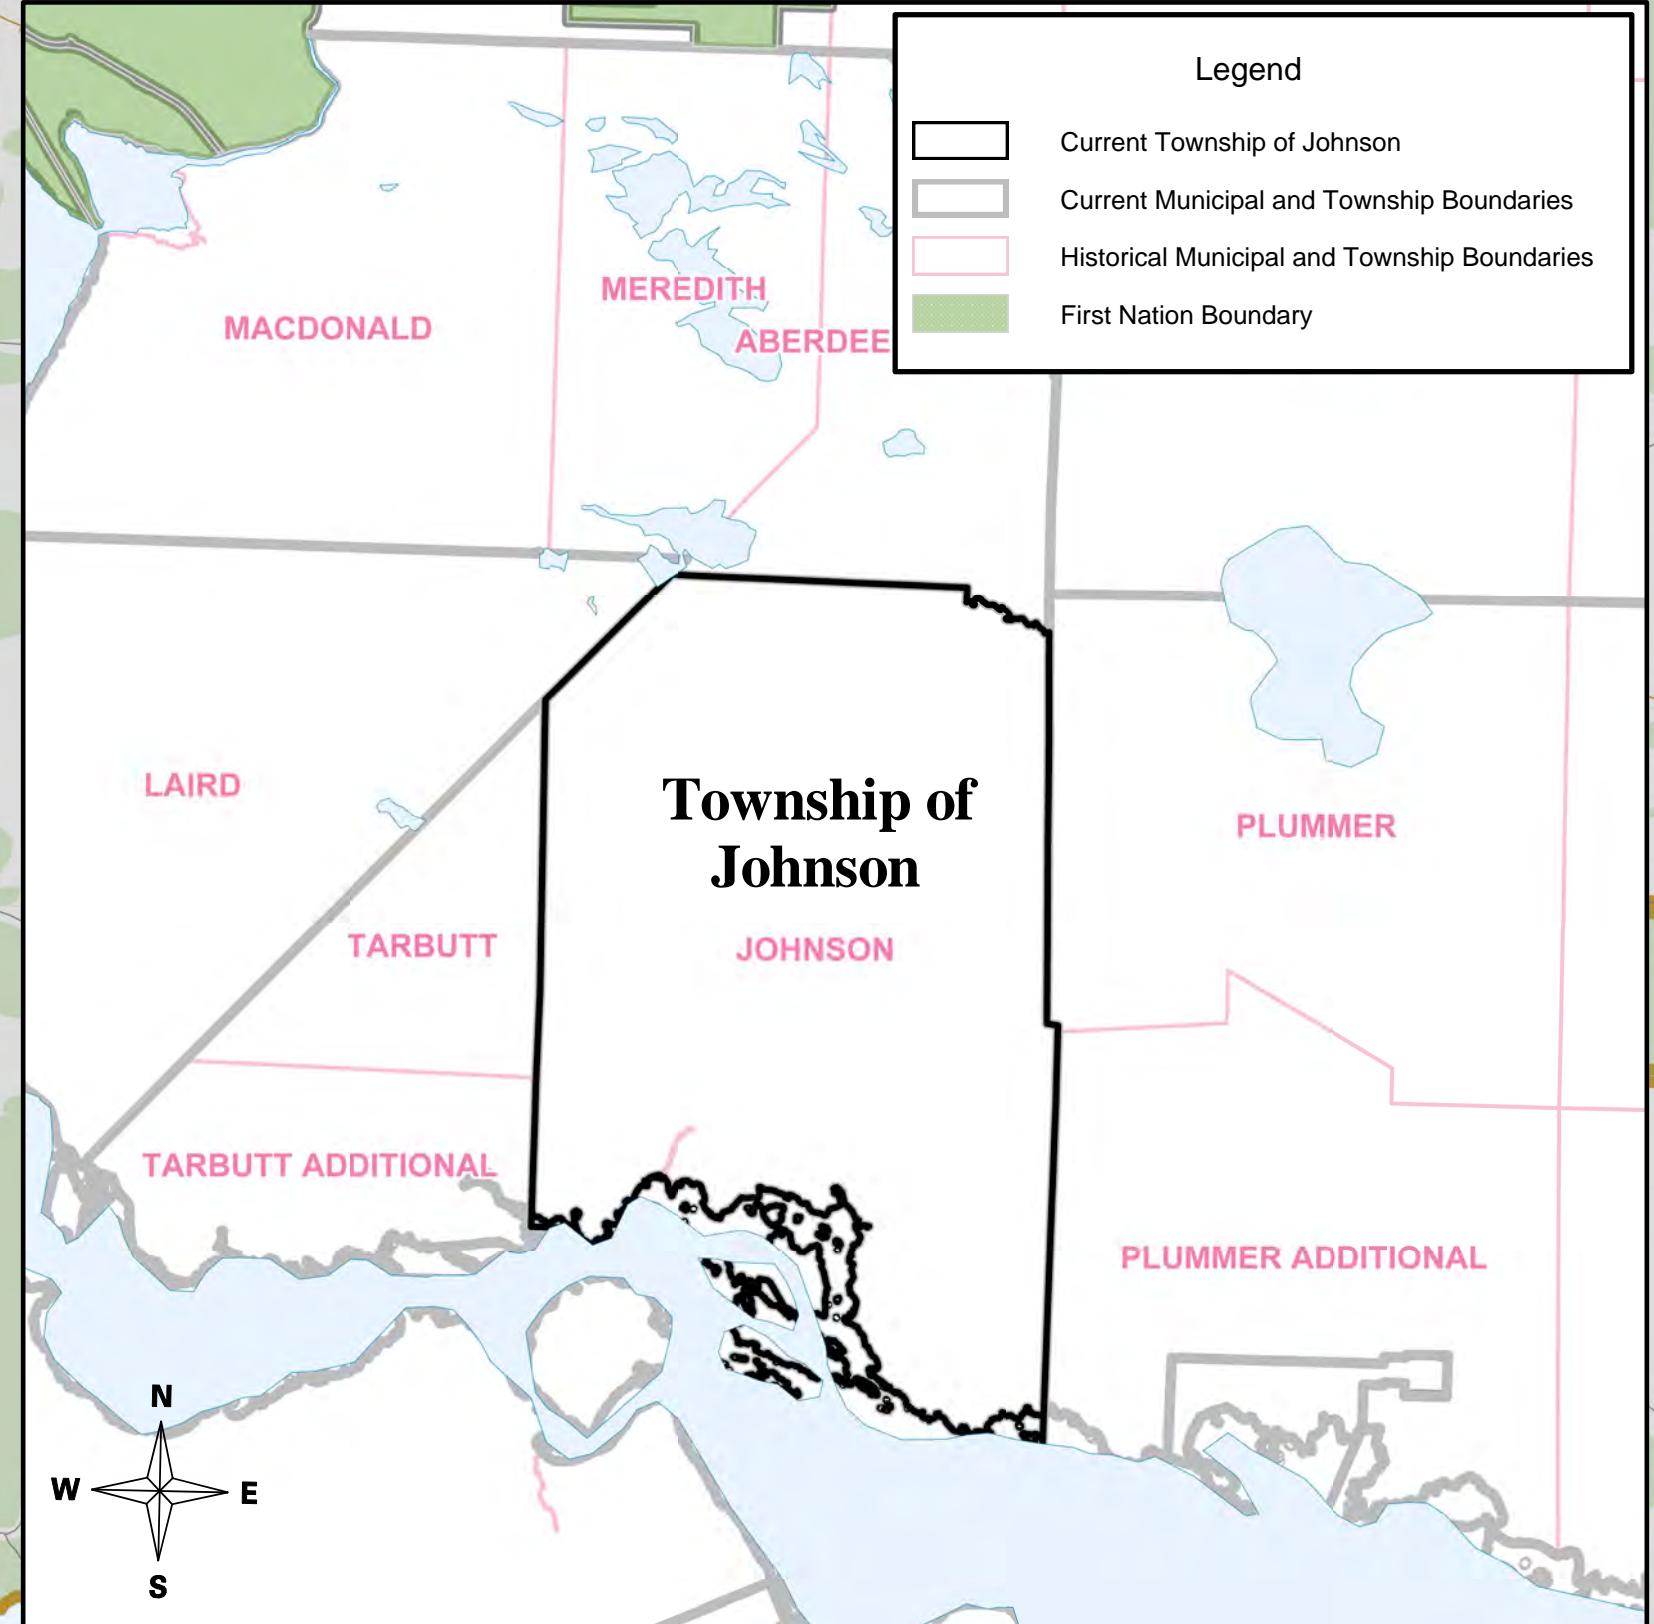 Legend
Current Township of Johnson
Current Municipal and Township Boundaries
Historical Municipal and Township Boundaries
First Nation Boundary
MEREDITH
MACDONALD
ABERDEE
LAIRD
Township of
Johnson
PLUMMER
TARBUTT
JOHNSON
TARBUTT ADDITIONAL
PLUMMER ADDITIONAL
N
W
E
S